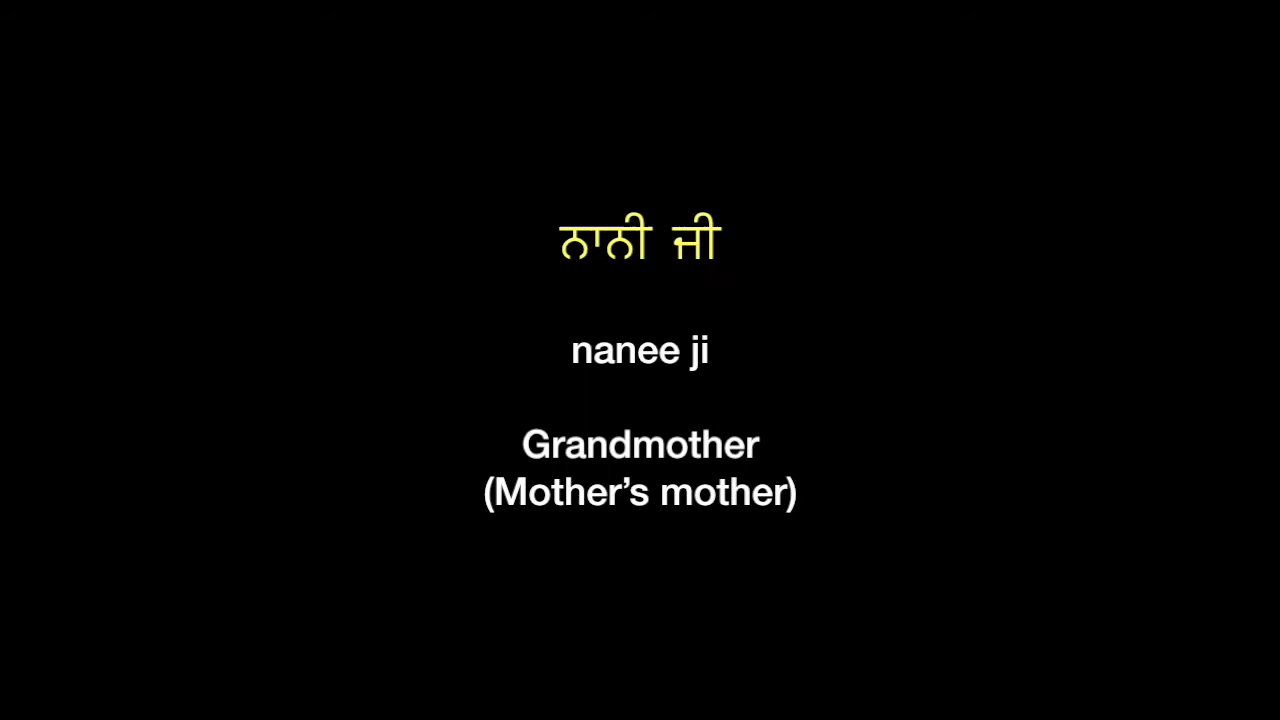 ਨਾਨੀ ਜੀ
nanee ji
Grandmother
(Mother’s mother)